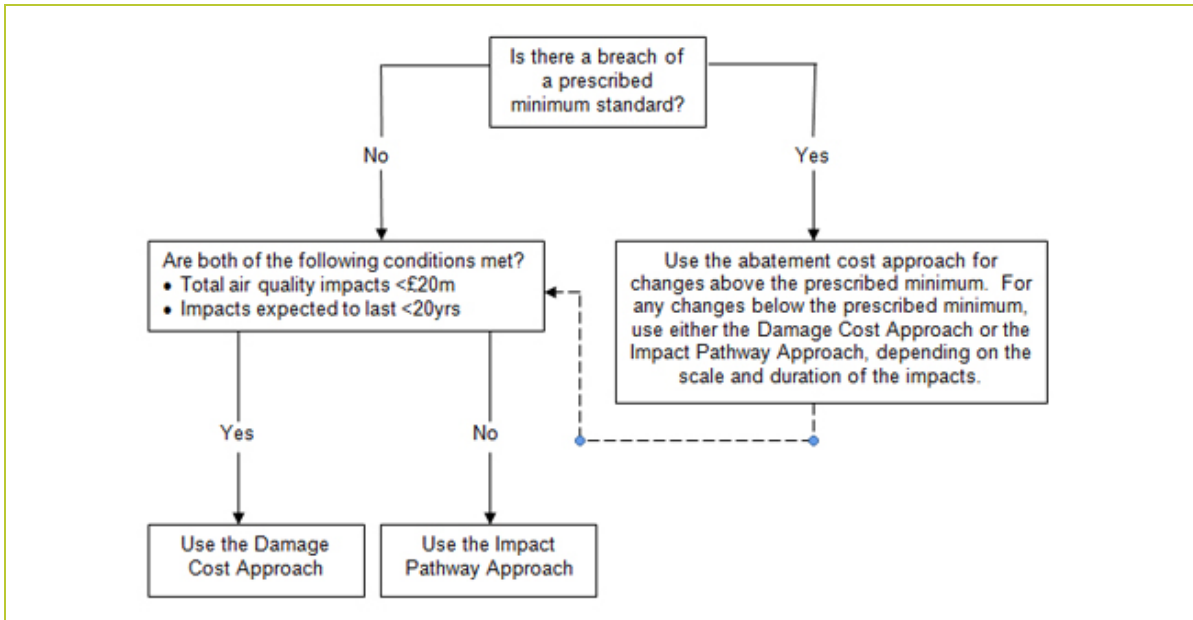 Is there a breach of
a prescribed
minimum standard?
No
Yes
Are both of the following conditions met?
• Total air quality impacts <£20m
• Impacts expected to last <20yrs
Use the abatement cost approach for
changes above the prescribed minimum. For
any changes below the prescribed minimum,
use either the Damage Cost Approach or the
Impact Pathway Approach, depending on the
scale and duration of the impacts.
Yes
No
Use the Damage
Cost Approach
Use the Impact
Pathway Approach